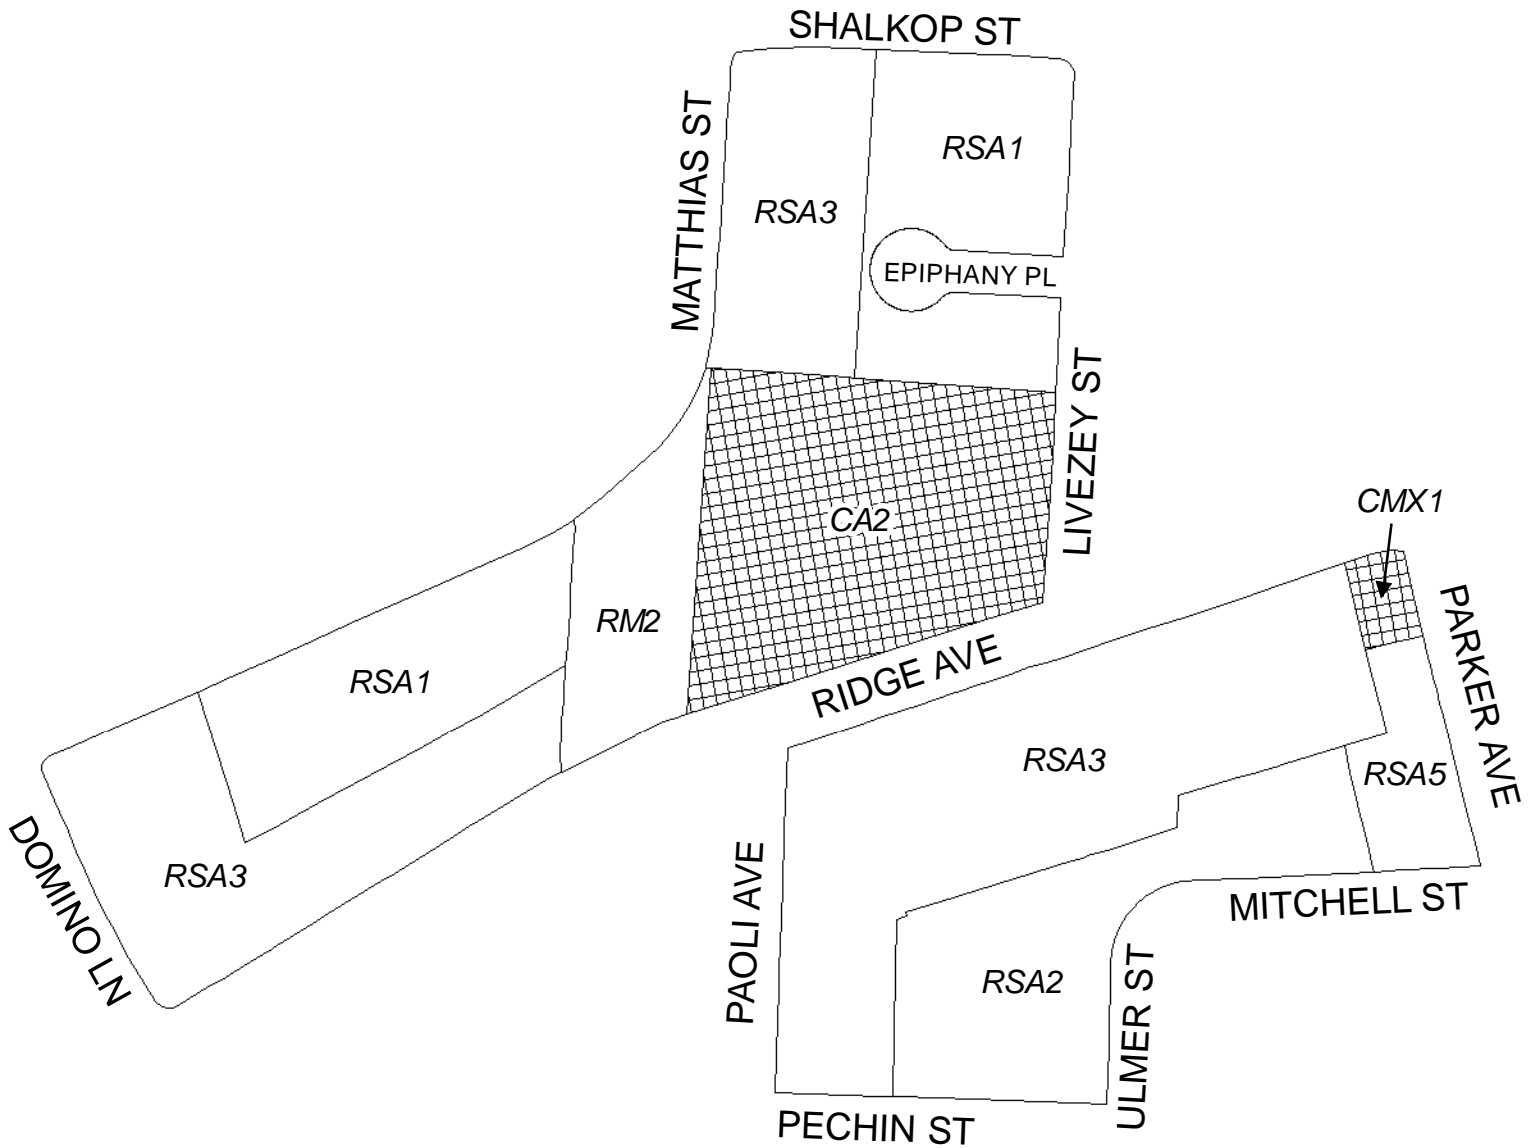 SHALKOP ST
MATTHIAS ST
RSA1
RSA3
EPIPHANY PL
LIVEZEY ST
CMX1
CA2
RM2
RSA1
RIDGE AVE
PARKER AVE
RSA3
RSA5
RSA3
DOMINO LN
PAOLI AVE
MITCHELL ST
RSA2
ULMER ST
PECHIN ST